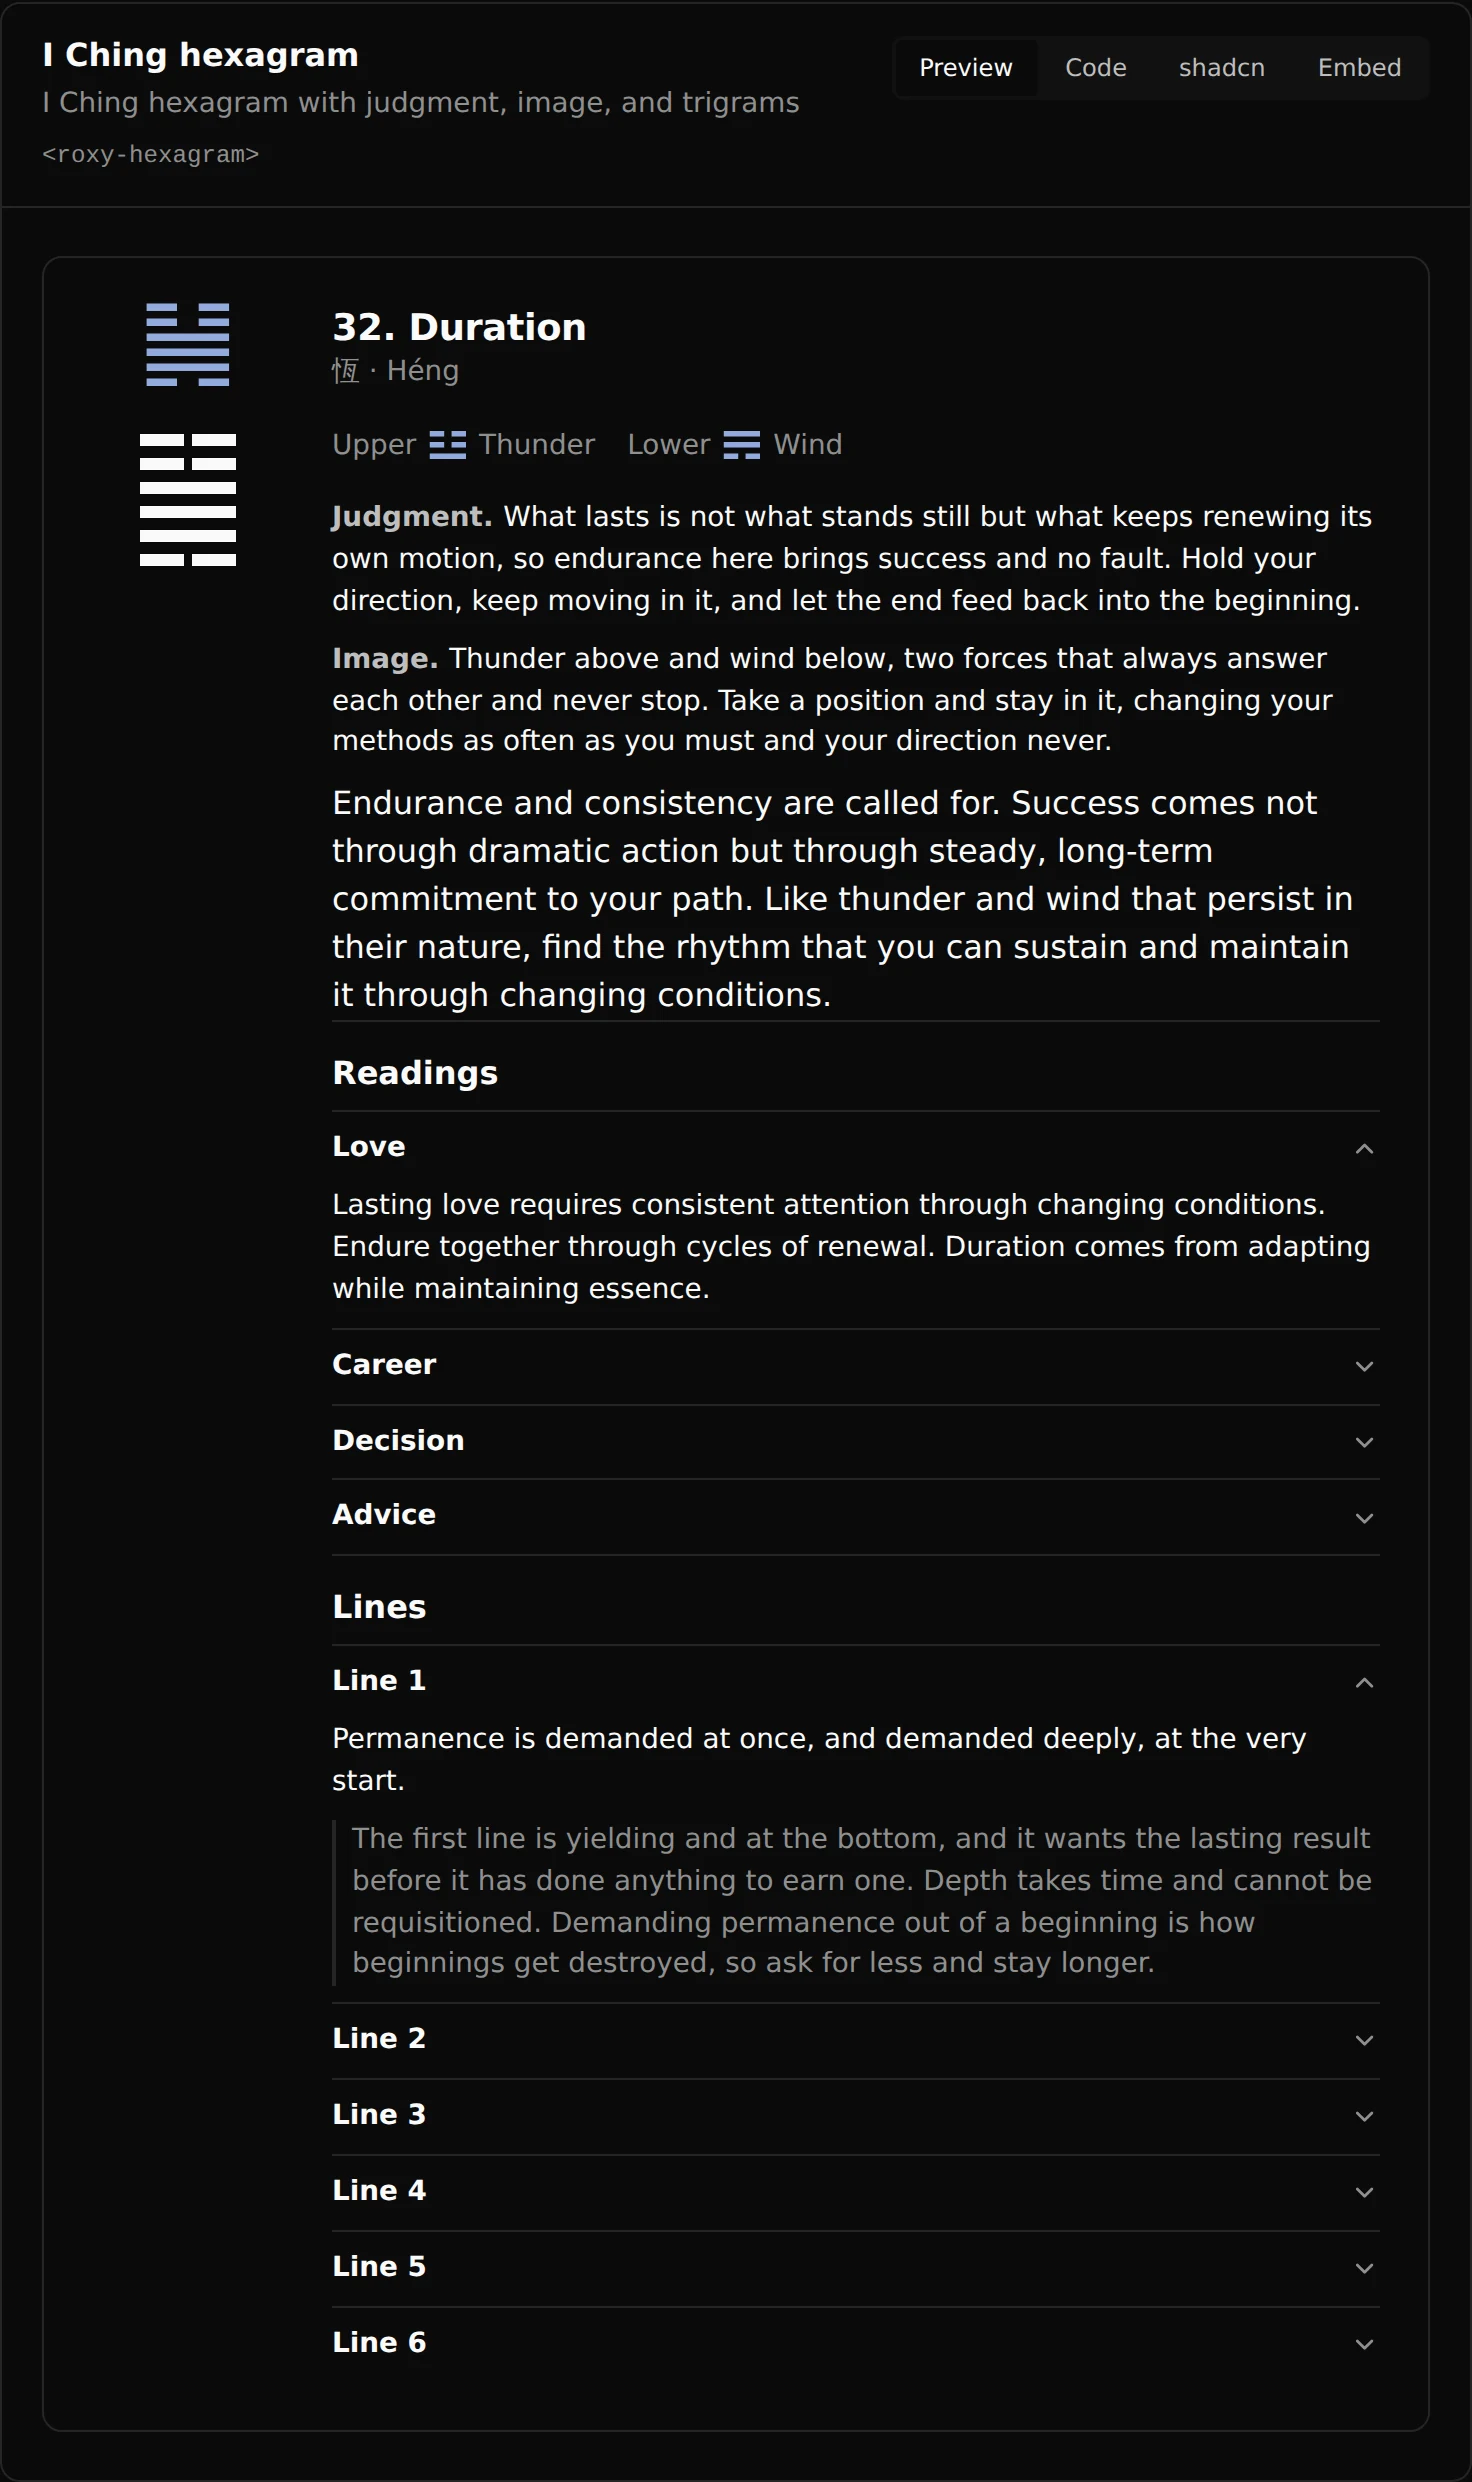 I Ching hexagram
I Ching hexagram with judgment, image, and trigrams
<roxy-hexagram>
Preview Code shadcn Embed
32. Duration
恆 · Héng
Upper ☳ Thunder Lower ☴ Wind
Judgment. What lasts is not what stands still but what keeps renewing its
own motion, so endurance here brings success and no fault. Hold your
direction, keep moving in it, and let the end feed back into the beginning.
Image. Thunder above and wind below, two forces that always answer
each other and never stop. Take a position and stay in it, changing your
methods as often as you must and your direction never.
Endurance and consistency are called for. Success comes not
through dramatic action but through steady, long-term
commitment to your path. Like thunder and wind that persist in
their nature, find the rhythm that you can sustain and maintain
it through changing conditions.
Readings
Love
Lasting love requires consistent attention through changing conditions.
Endure together through cycles of renewal. Duration comes from adapting
while maintaining essence.
Career
Decision
Advice
Lines
Line 1
Permanence is demanded at once, and demanded deeply, at the very
start.
The first line is yielding and at the bottom, and it wants the lasting result
before it has done anything to earn one. Depth takes time and cannot be
requisitioned. Demanding permanence out of a beginning is how
beginnings get destroyed, so ask for less and stay longer.
Line 2
Line 3
Line 4
Line 5
Line 6